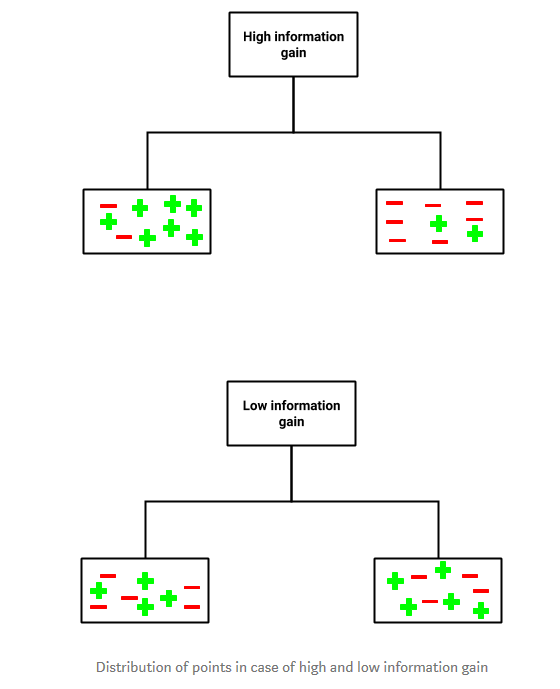 High information
gain
Low information
gain
Distribution of points in case of high and low information gain